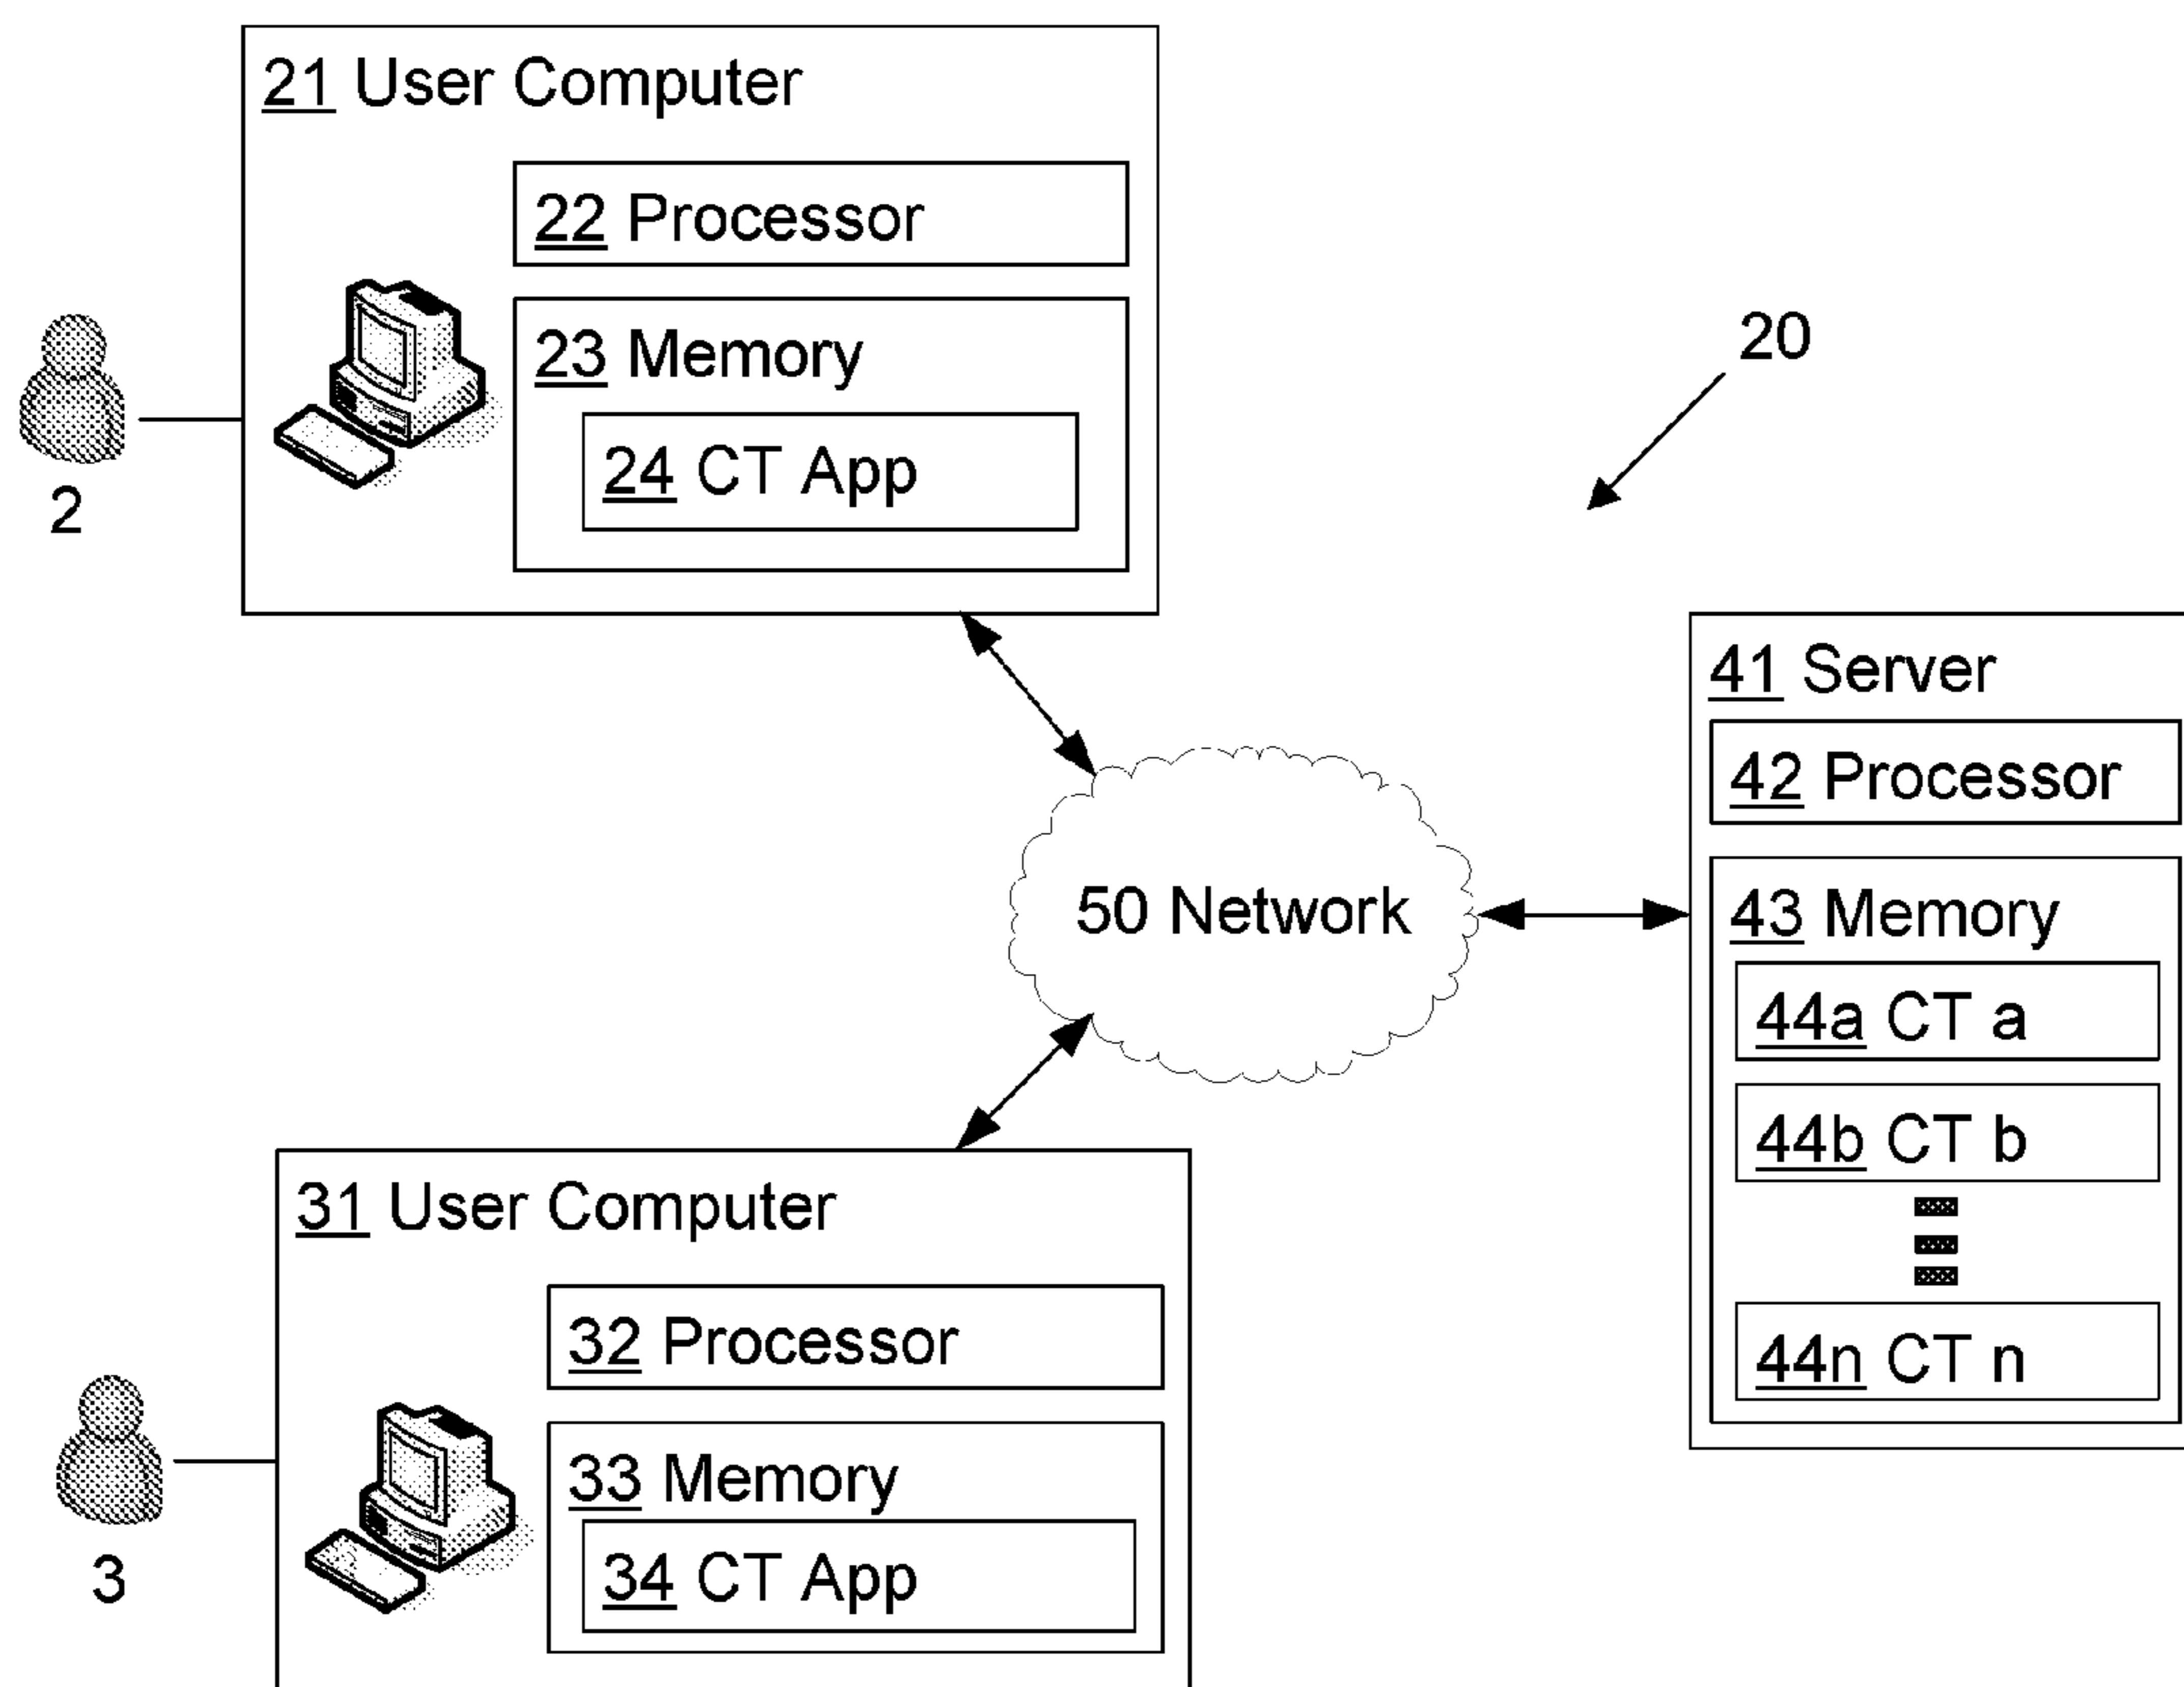 21 User Computer
22 Processor
23 Memory
24 CT App
2
20
41 Server
42 Processor
43 Memory
44a CT a
44b CT b
44n CT n
50 Network
31 User Computer
32 Processor
33 Memory
34 CT App
3